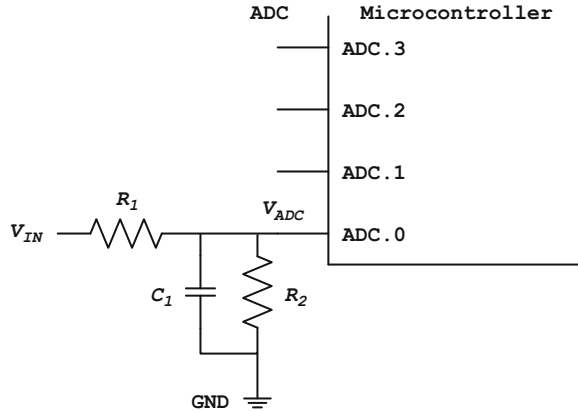 ADC Microcontroller
ADC.3
ADC.2
ADC.1
R1
VADC
VIN
ADC.0
C1
R2
GND